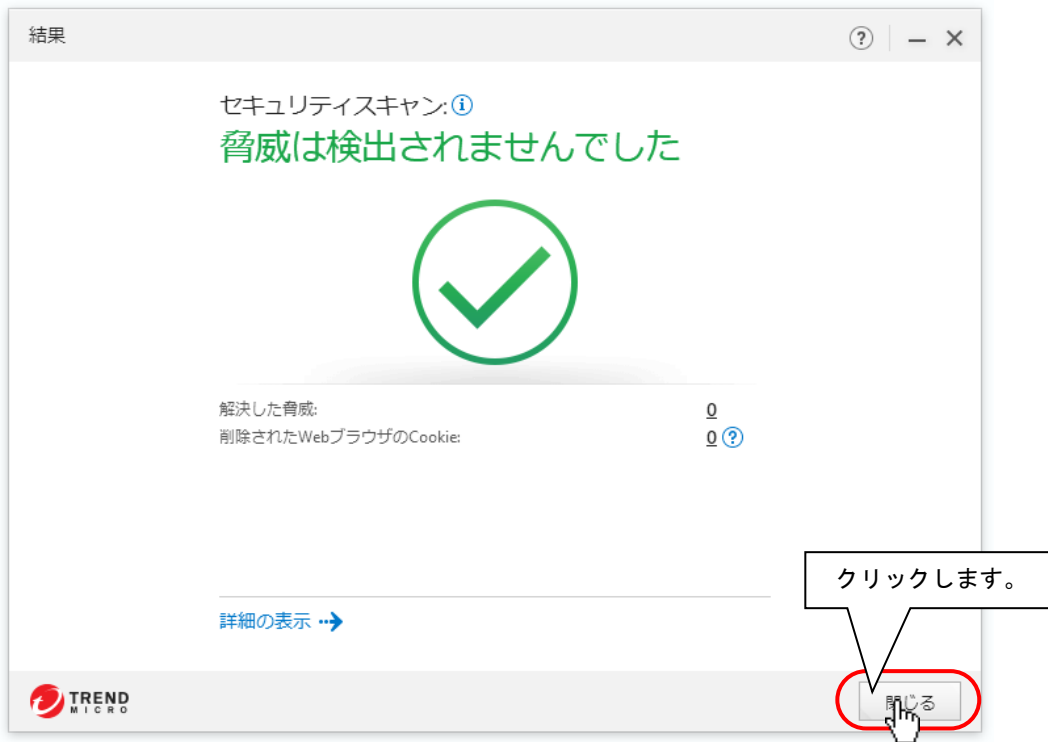 結果
セキュリティスキャン:
脅威は検出されませんでした
解決した脅威: 0
削除されたWebブラウザのCookie: 0
クリックします。
詳細の表示
TREND
MICRO
閉じる